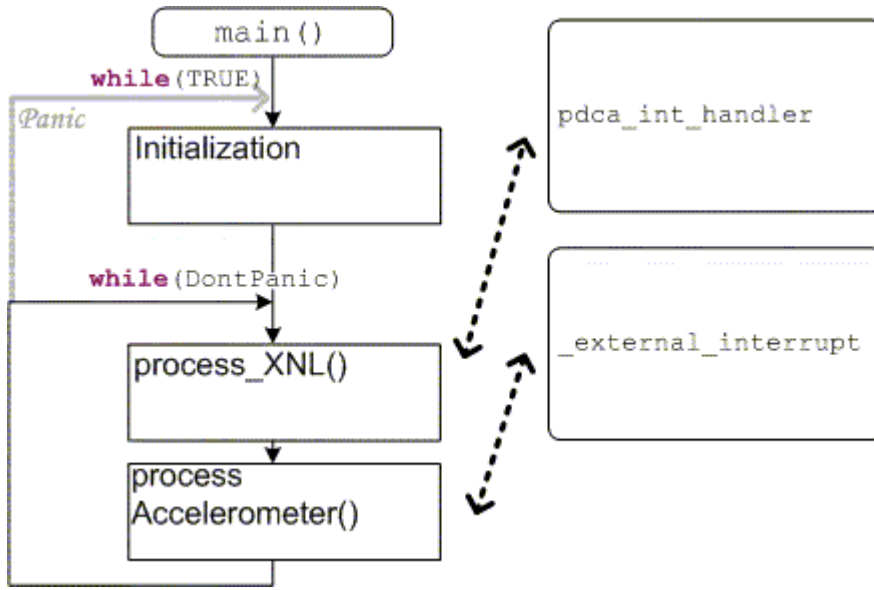 main()
while(TRUE)
Panic
Initialization
while(DontPanic)
process_XNL()
process
Accelerometer()
pdca_int_handler
_external_interrupt